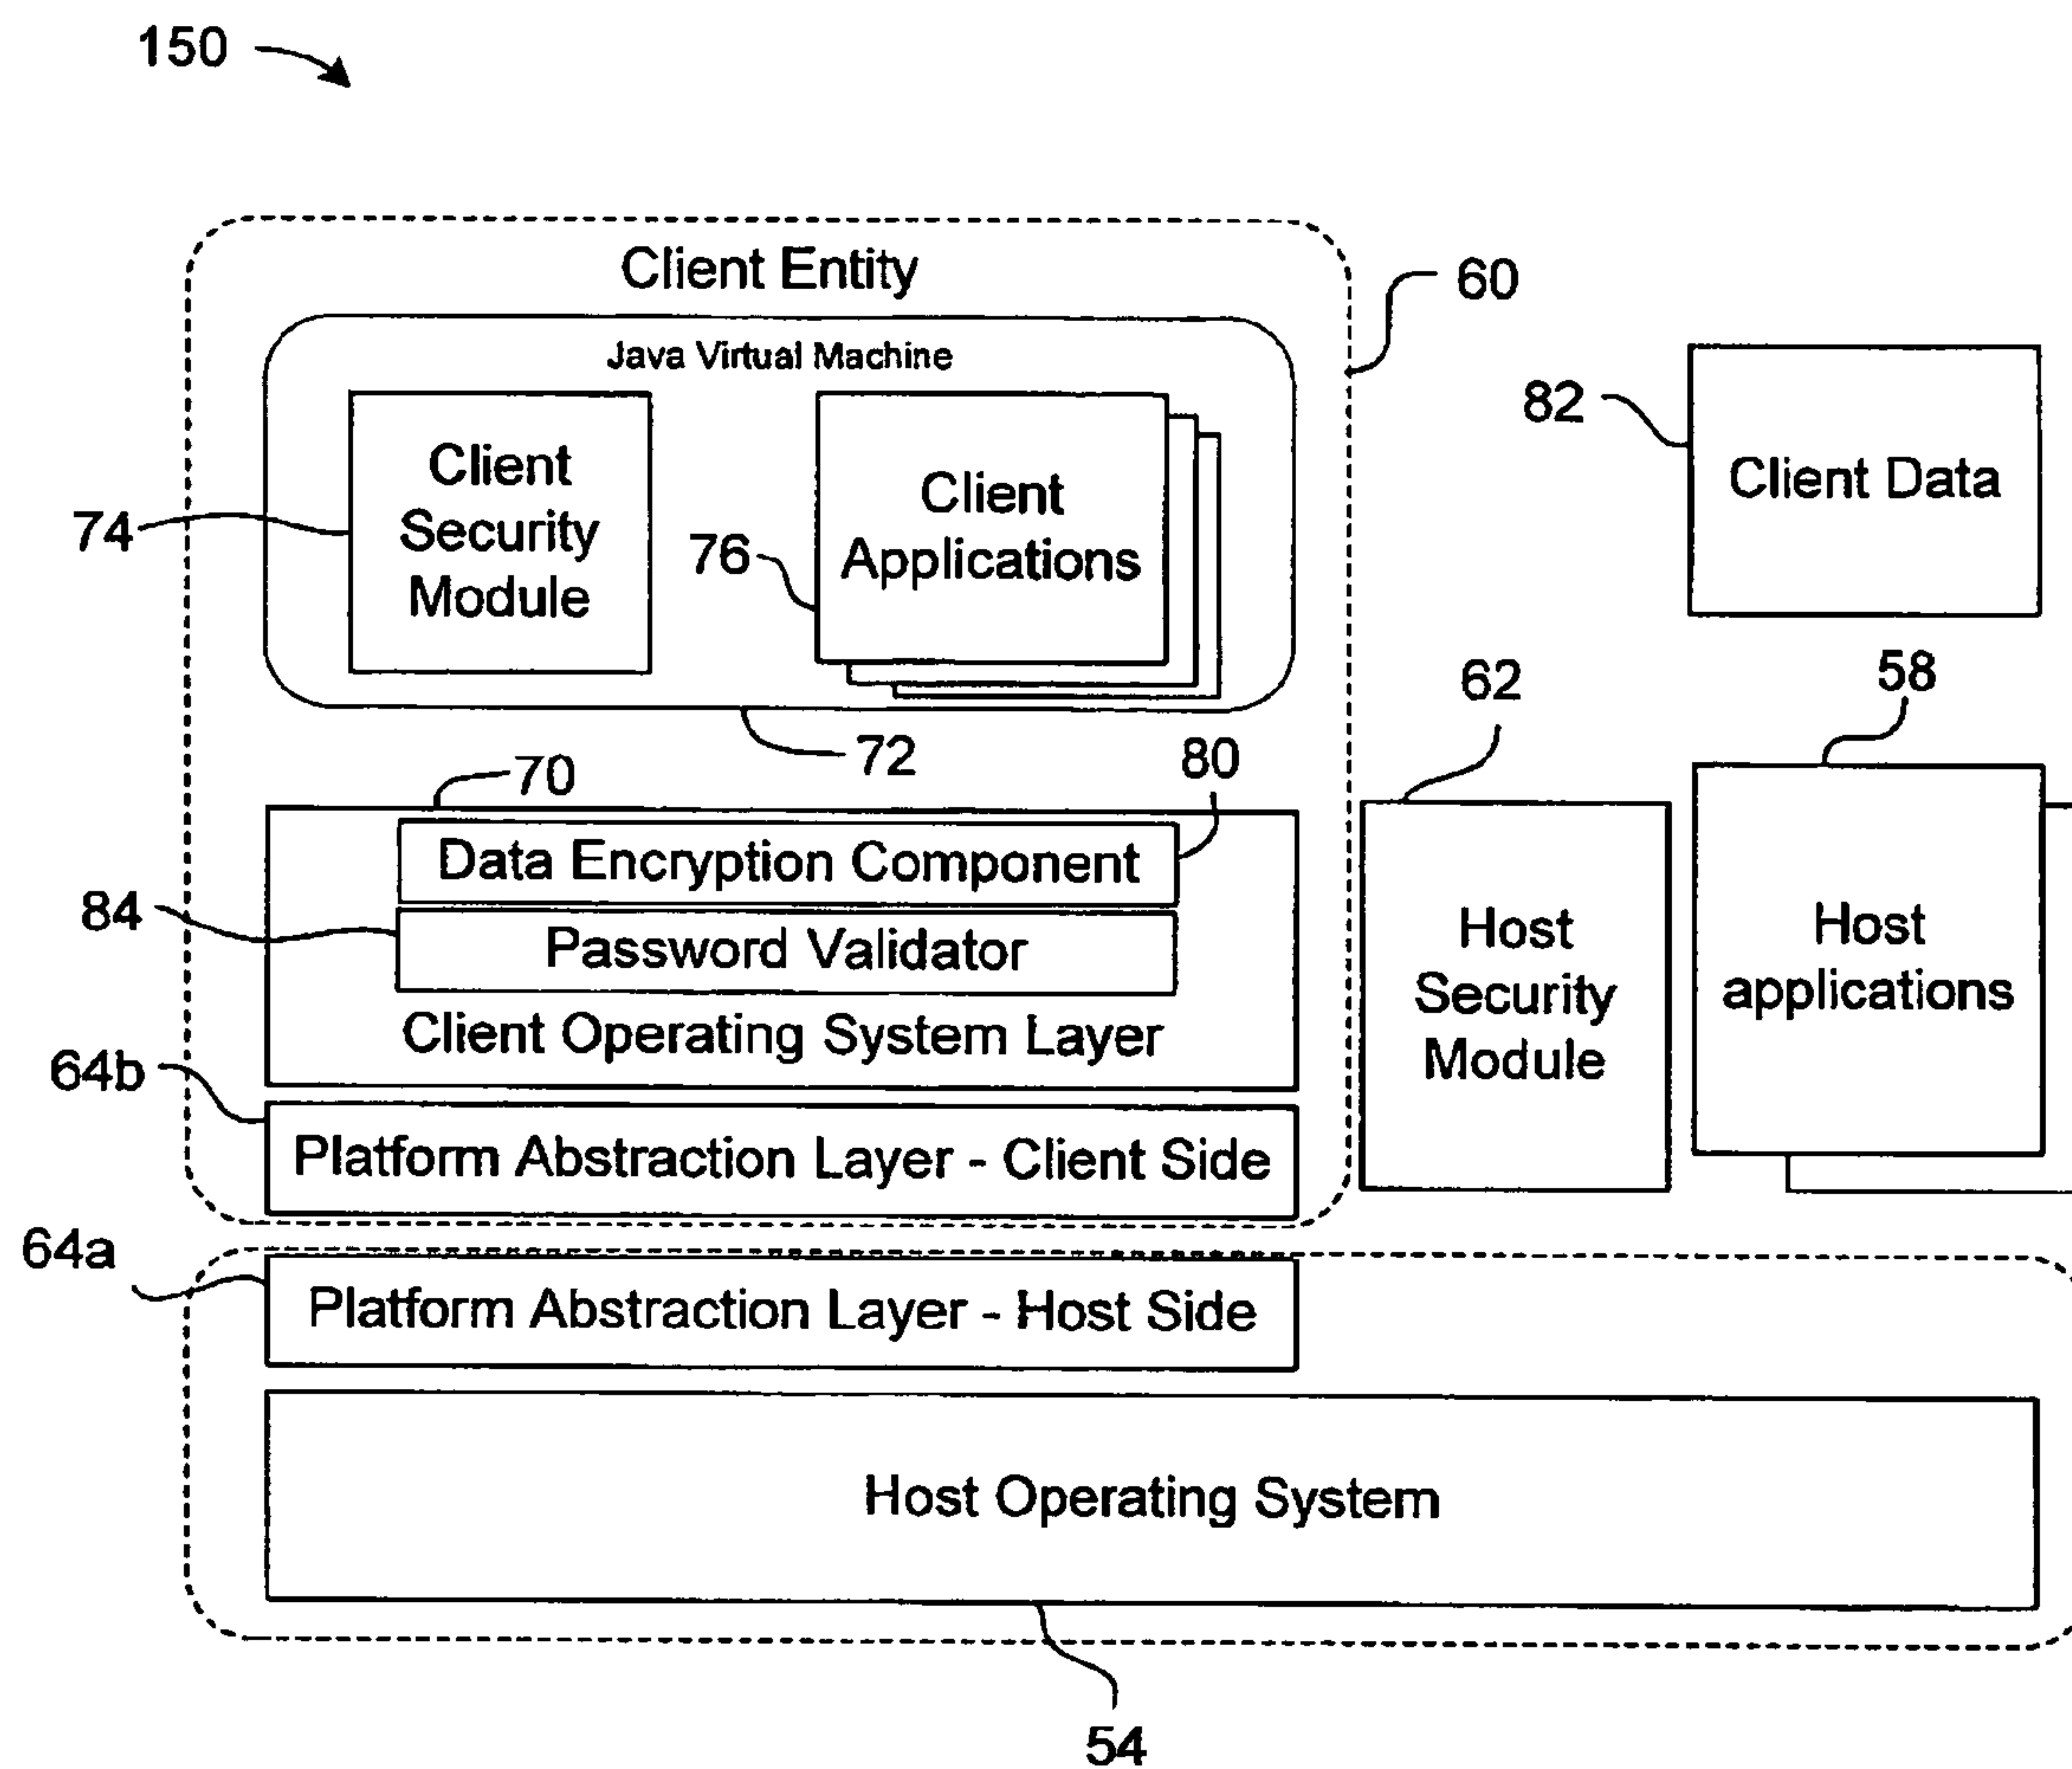 150
Client Entity
60
Java Virtual Machine
82
Client Data
74
Client
Security
Module
76
Client
Applications
62
58
72
70
80
Data Encryption Component
84
Password Validator
Client Operating System Layer
Host
Security
Module
Host
applications
64b
Platform Abstraction Layer - Client Side
64a
Platform Abstraction Layer - Host Side
Host Operating System
54